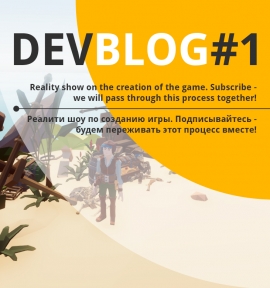 DEVBLOG#1
Reality show on the creation of the game. Subscribe -
we will pass through this process together!
Реалити шоу по созданию игры. Подписывайтесь -
будем переживать этот процесс вместе!